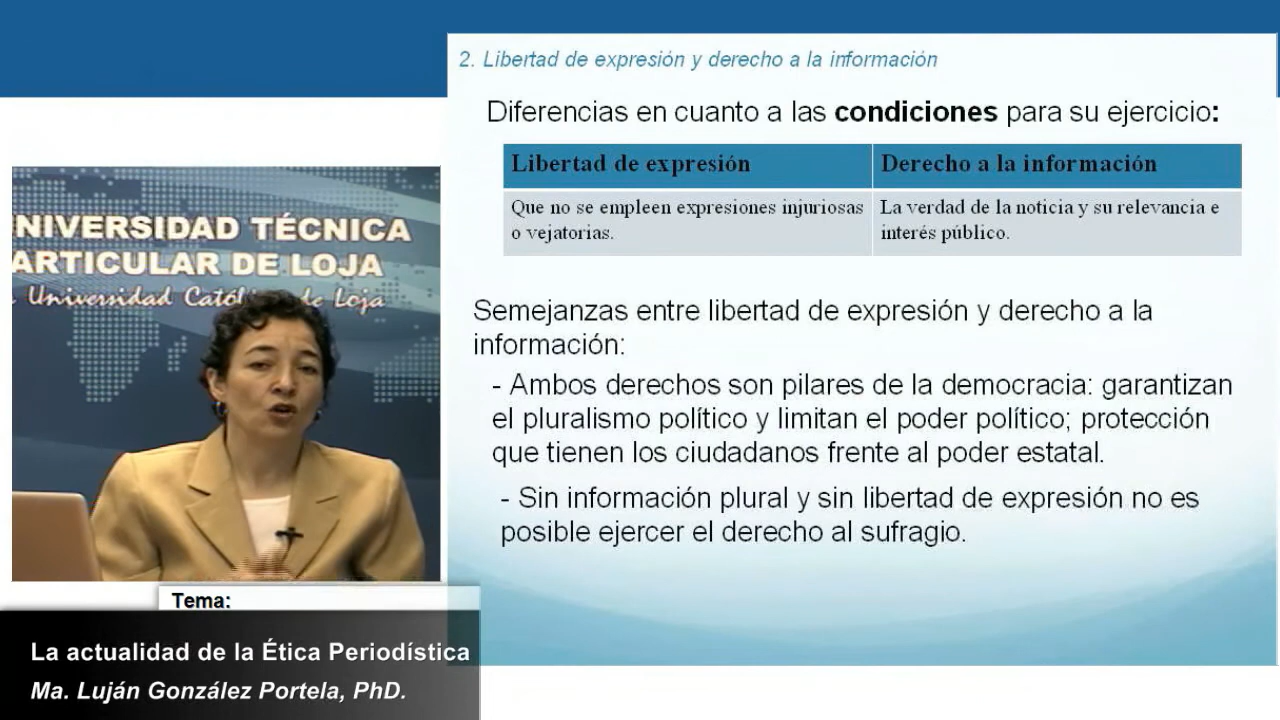 2. Libertad de expresión y derecho a la información
Diferencias en cuanto a las condiciones para su ejercicio:
Libertad de expresión
Derecho a la información
Que no se empleen expresiones injuriosas
o vejatorias.
La verdad de la noticia y su relevancia e
interés público.
Semejanzas entre libertad de expresión y derecho a la
información:
- Ambos derechos son pilares de la democracia: garantizan
el pluralismo político y limitan el poder político; protección
que tienen los ciudadanos frente al poder estatal.
- Sin información plural y sin libertad de expresión no es
posible ejercer el derecho al sufragio.
NIVERSIDAD TÉCNICA
ARTICULAR DE LOJA
Universidad Católi de Loja
Tema:
La actualidad de la Ética Periodística
Ma. Luján González Portela, PhD.